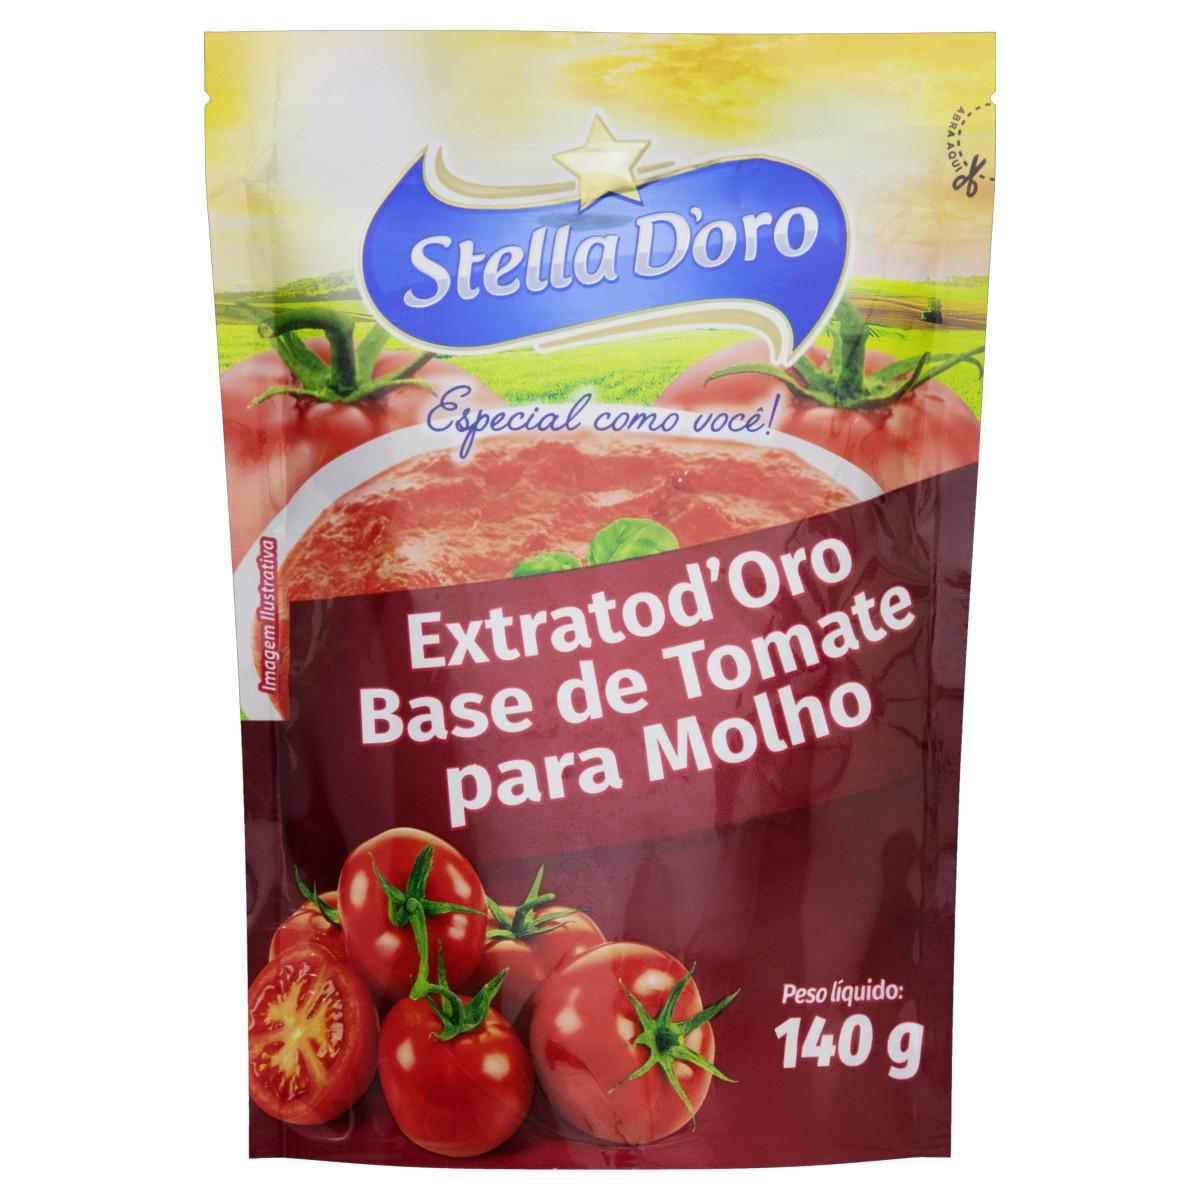 ABRA AQUI
Stella D'oro
Especial como você!
Imagem Ilustrativa
Extratod'Oro
Base de Tomate
para Molho
Peso líquido:
140 g